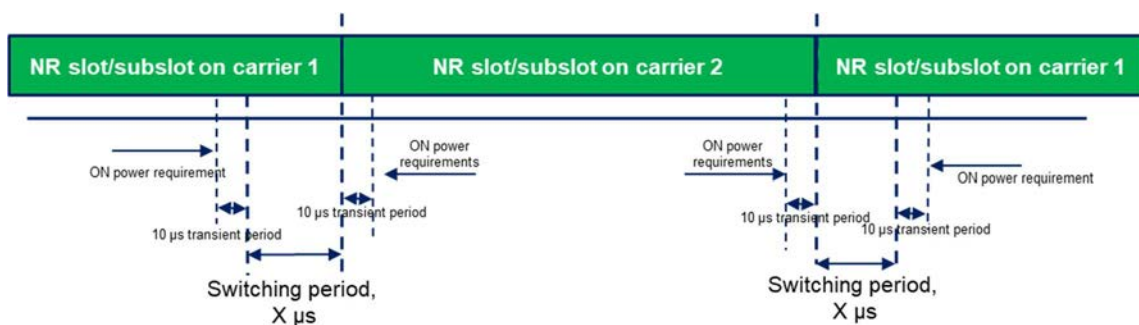 NR slot/subslot on carrier 1
NR slot/subslot on carrier 2
NR slot/subslot on carrier 1
ON power requirement
ON power
requirements
ON power
requirements
ON power requirement
10 µs transient period
10 µs transient period
10 µs transient period
10 µs transient period
Switching period,
X µs
Switching period,
X µs